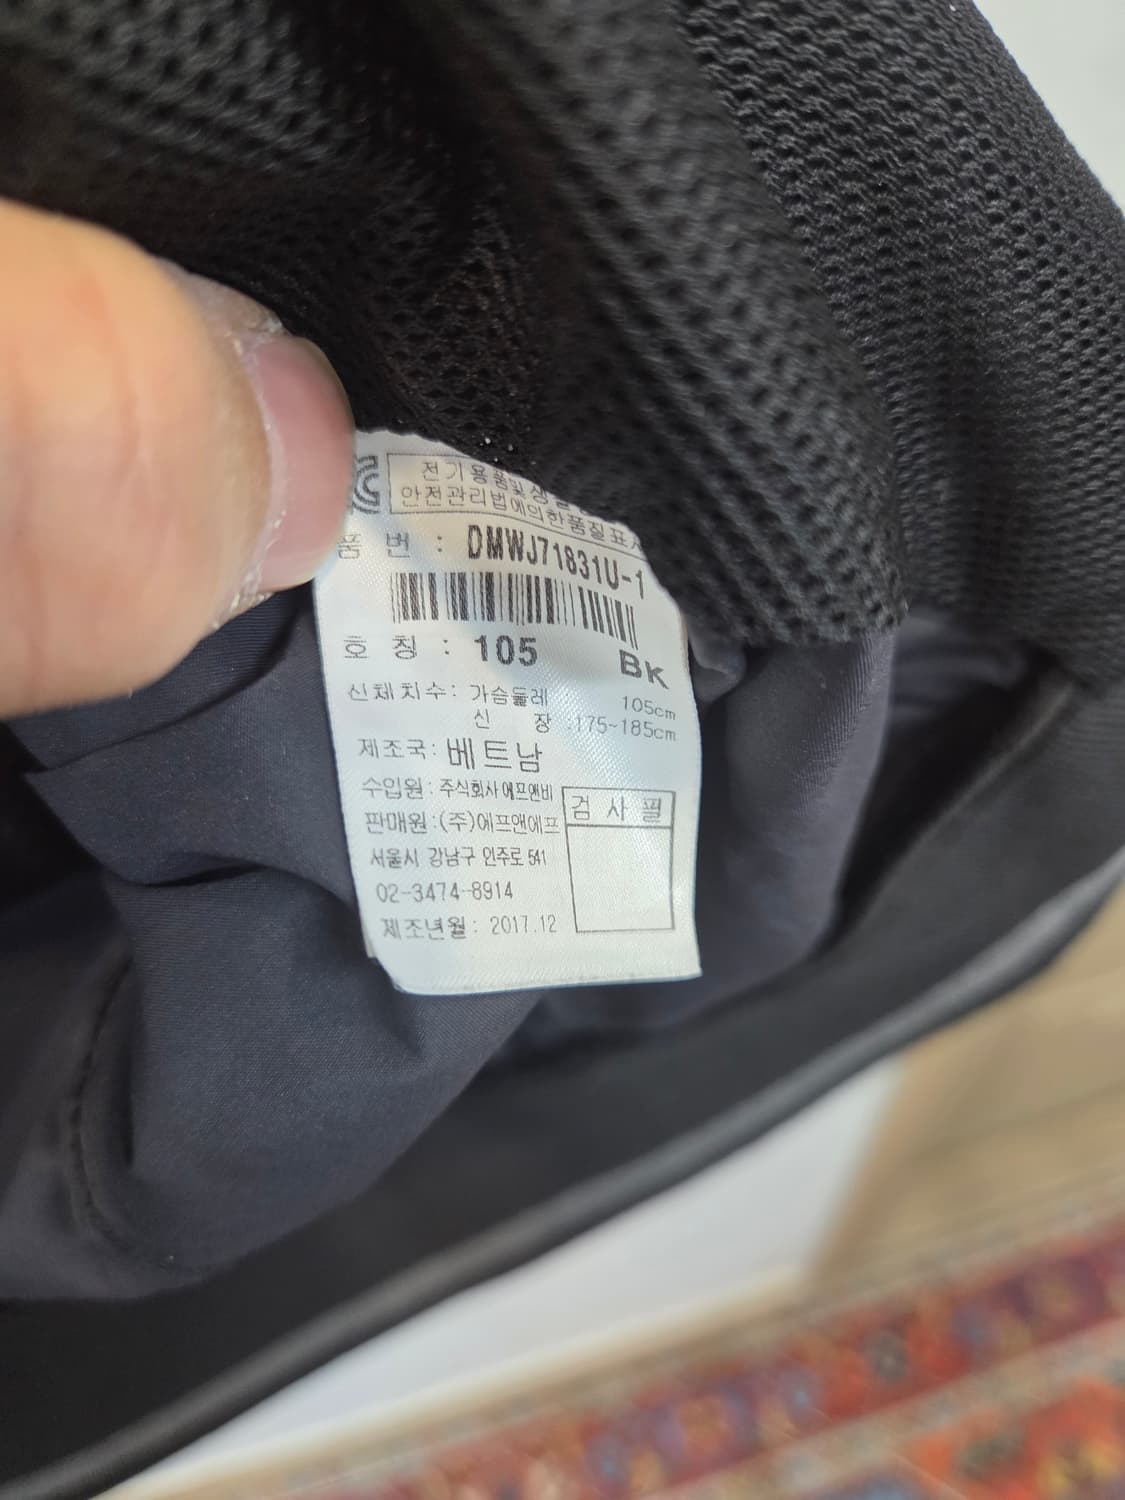 전기용품및생활
안전관리법에의한품질표시
품 번 : DMWJ71831U-1
호 칭 : 105 BK
신체치수: 가슴둘레 105cm
신 장 :175~185cm
제조국: 베트남
수입원 : 주식회사 에프앤비
판매원 :(주)에프앤에프
검 사 필
서울시 강남구 언주로 541
02-3474-8914
제조년월 : 2017.12